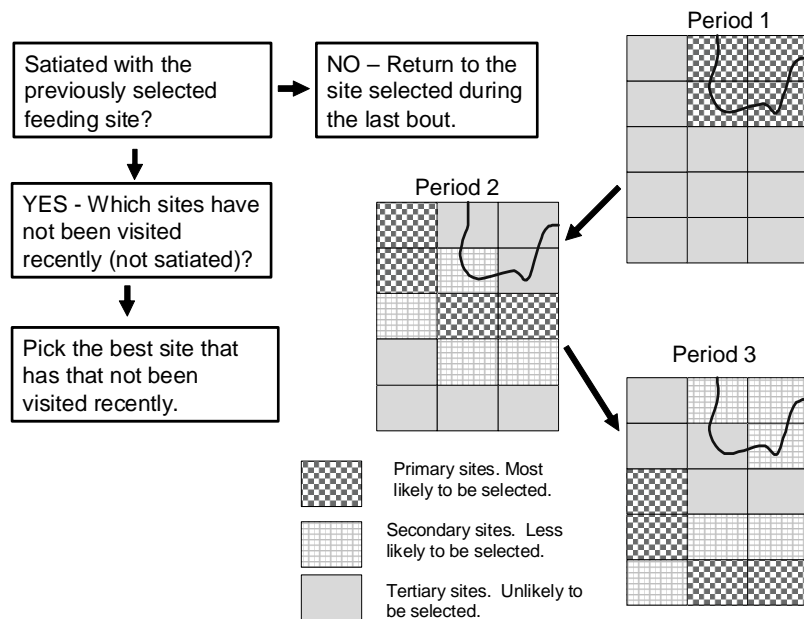 Satiated with the
previously selected
feeding site?
NO – Return to the
site selected during
the last bout.
YES - Which sites have
not been visited
recently (not satiated)?
Pick the best site that
has that not been
visited recently.
Period 1
Period 2
Period 3
Primary sites. Most
likely to be selected.
Secondary sites.  Less
likely to be selected.
Tertiary sites.  Unlikely to
be selected.